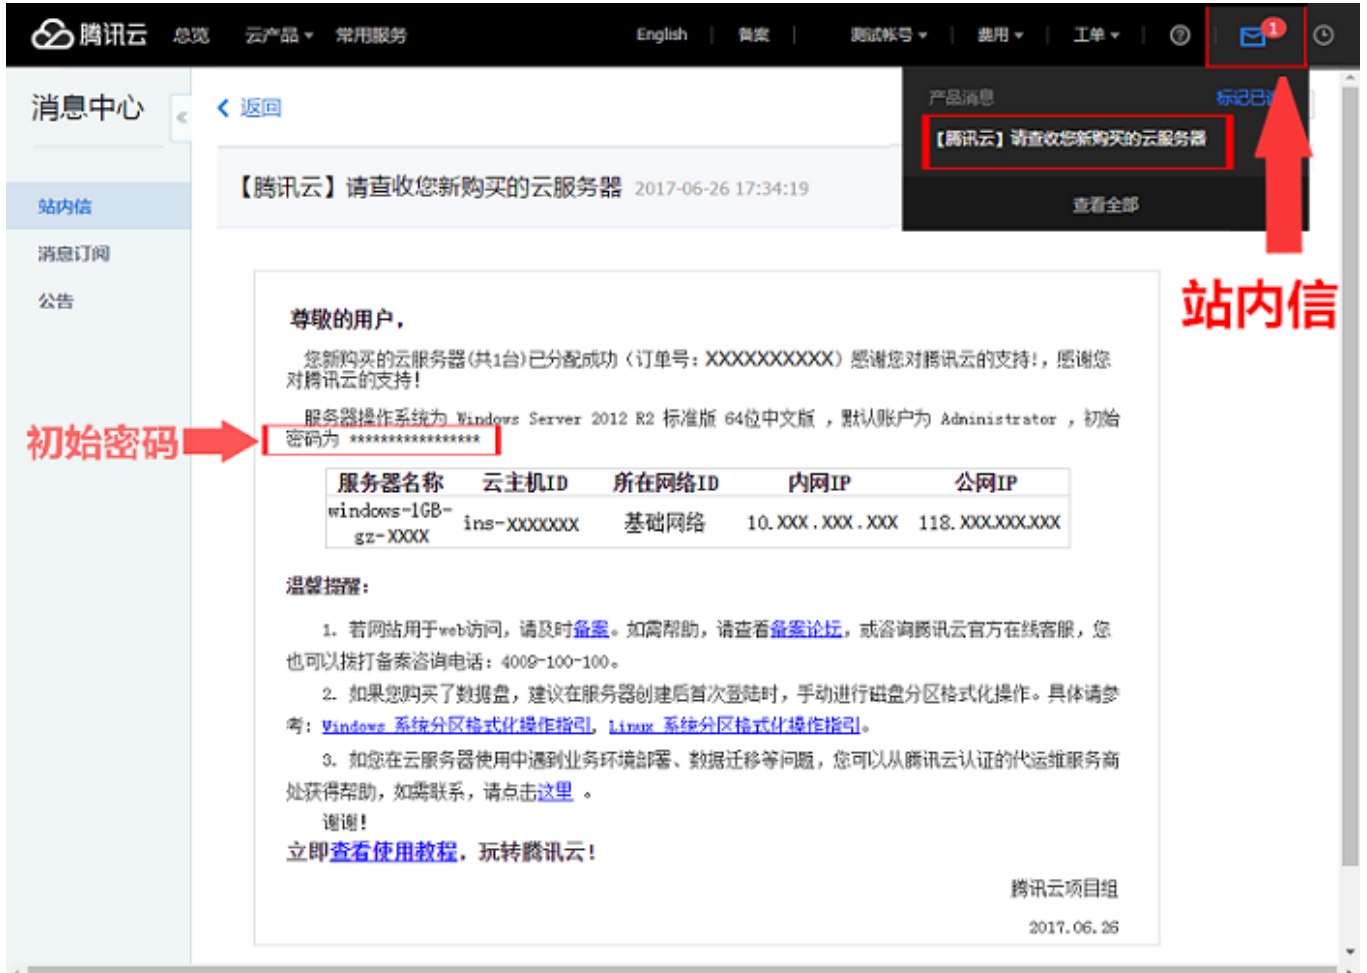 腾讯云 总览 云产品 常用服务 English 备案 测试帐号 费用 工单 1
消息中心
返回
产品消息 标记已
【腾讯云】请查收您新购买的云服务器
查看全部
【腾讯云】请查收您新购买的云服务器 2017-06-26 17:34:19
站内信
消息订阅
公告
站内信
尊敬的用户，
您新购买的云服务器(共1台)已分配成功（订单号：XXXXXXXXXX）感谢您对腾讯云的支持!，感谢您
对腾讯云的支持!
服务器操作系统为 Windows Server 2012 R2 标准版 64位中文版 ，默认账户为 Administrator ，初始
密码为 *****************
初始密码
服务器名称 云主机ID 所在网络ID 内网IP 公网IP
windows-1GB-
gz-XXXX
ins-XXXXXXX 基础网络 10.XXX.XXX.XXX 118.XXX.XXX.XXX
温馨提醒：
1. 若网站用于web访问，请及时备案。如需帮助，请查看备案论坛，或咨询腾讯云官方在线客服，您
也可以拨打备案咨询电话：4009-100-100。
2. 如果您购买了数据盘，建议在服务器创建后首次登陆时，手动进行磁盘分区格式化操作。具体请参
考：Windows 系统分区格式化操作指引，Linux 系统分区格式化操作指引。
3. 如您在云服务器使用中遇到业务环境部署、数据迁移等问题，您可以从腾讯云认证的代运维服务商
处获得帮助，如需联系，请点击这里 。
谢谢!
立即查看使用教程，玩转腾讯云!
腾讯云项目组
2017.06.26